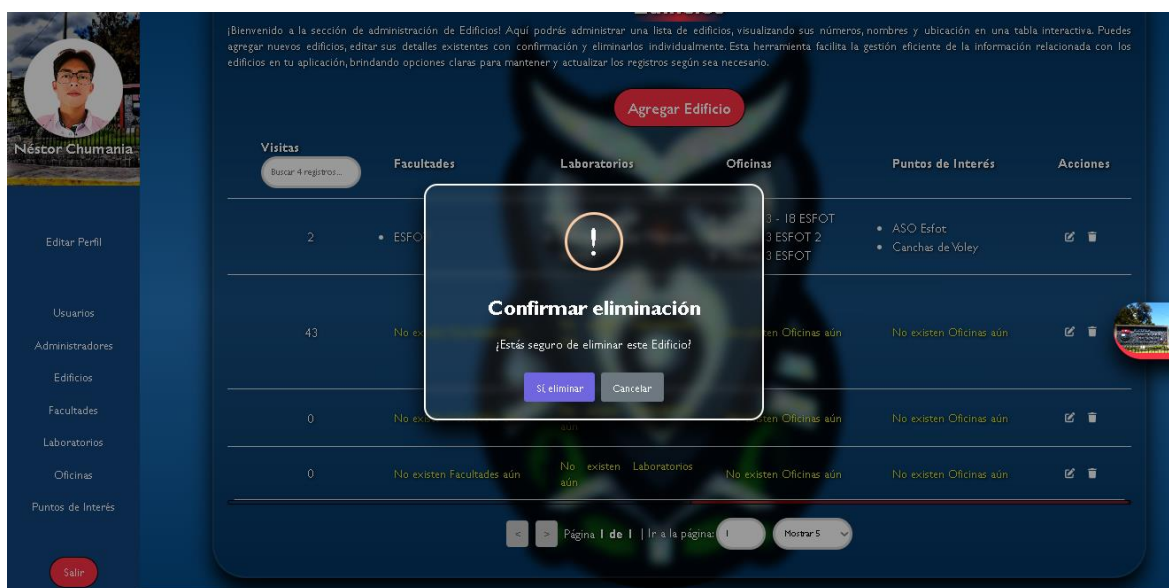 Edificios
¡Bienvenido a la sección de administración de Edificios! Aquí podrás administrar una lista de edificios, visualizando sus números, nombres y ubicación en una tabla interactiva. Puedes
agregar nuevos edificios, editar sus detalles existentes con confirmación y eliminarlos individualmente. Esta herramienta facilita la gestión eficiente de la información relacionada con los
edificios en tu aplicación, brindando opciones claras para mantener y actualizar los registros según sea necesario.
Agregar Edificio
Néstor Chumania
Visitas
Buscar 4 registros...
Facultades
Laboratorios
Oficinas
Puntos de Interés
Acciones
Editar Perfil
Usuarios
Administradores
Edificios
Facultades
Laboratorios
Oficinas
Puntos de Interés
Salir
2
ESFO
3 - 18 ESFOT
3 ESFOT 2
3 ESFOT
ASO Esfot
Canchas de Voley
!
Confirmar eliminación
¿Estás seguro de eliminar este Edificio?
Sí, eliminar
Cancelar
43
No ex
en Oficinas aún
No existen Oficinas aún
0
No exis
aún
sten Oficinas aún
No existen Oficinas aún
0
No existen Facultades aún
No existen Laboratorios
aún
No existen Oficinas aún
No existen Oficinas aún
< > Página 1 de 1 | Ir a la página: 1 Mostrar 5